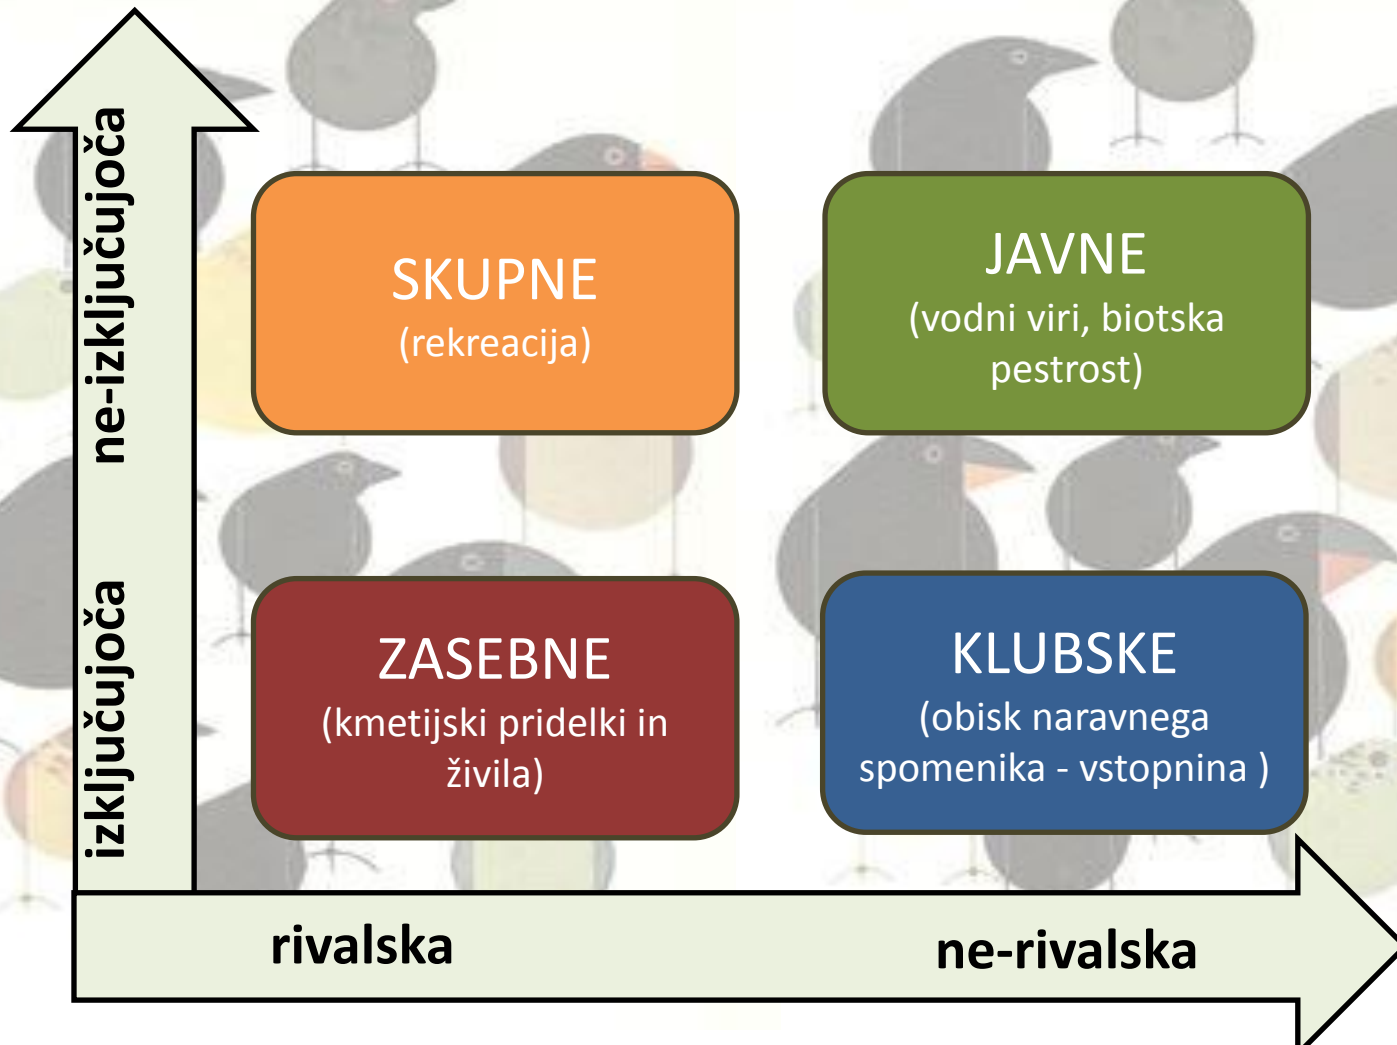 ne-izključujoča
izključujoča
SKUPNE
(rekreacija)
JAVNE
(vodni viri, biotska
pestrost)
ZASEBNE
(kmetijski pridelki in
živila)
KLUBSKE
(obisk naravnega
spomenika - vstopnina )
rivalska
ne-rivalska